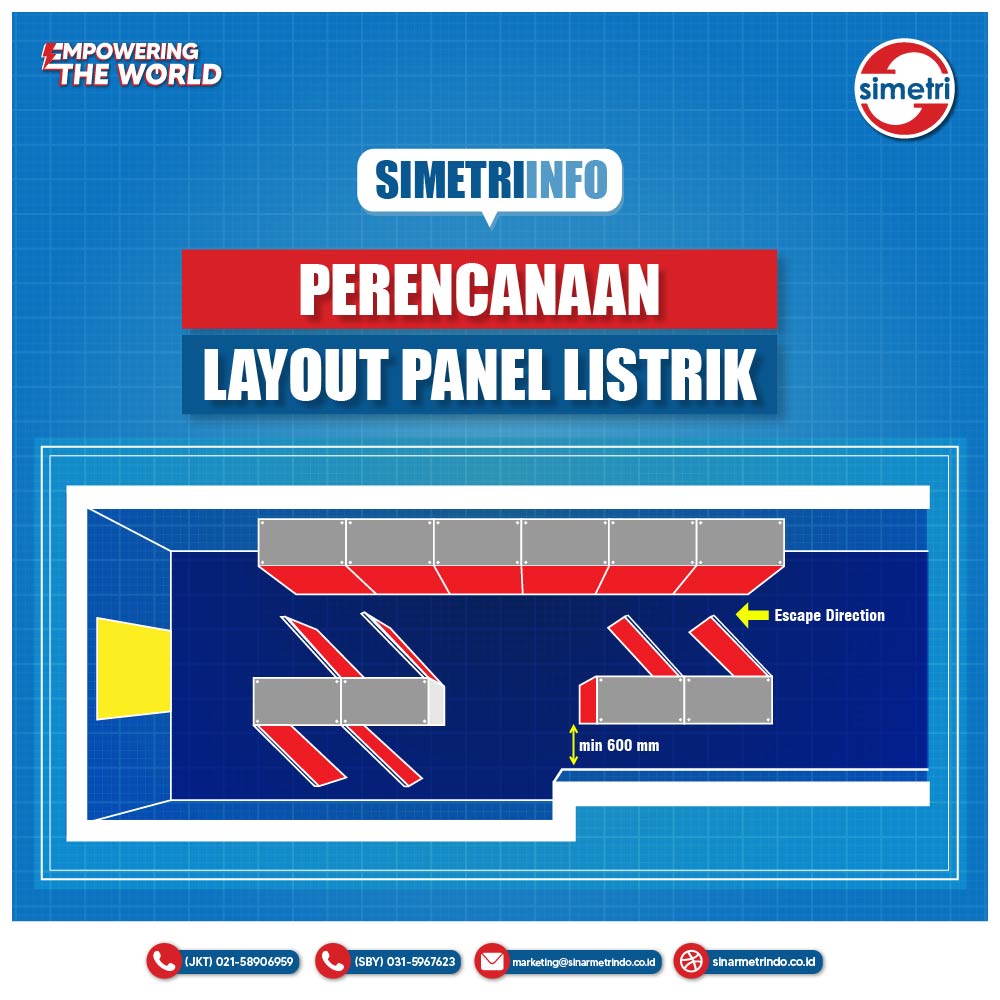 EMPOWERING
THE WORLD
simetri
SIMETRIINFO
PERENCANAAN
LAYOUT PANEL LISTRIK
Escape Direction
min 600 mm
(JKT) 021-58906959
(SBY) 031-5967623
marketing@sinarmetrindo.co.id
sinarmetrindo.co.id